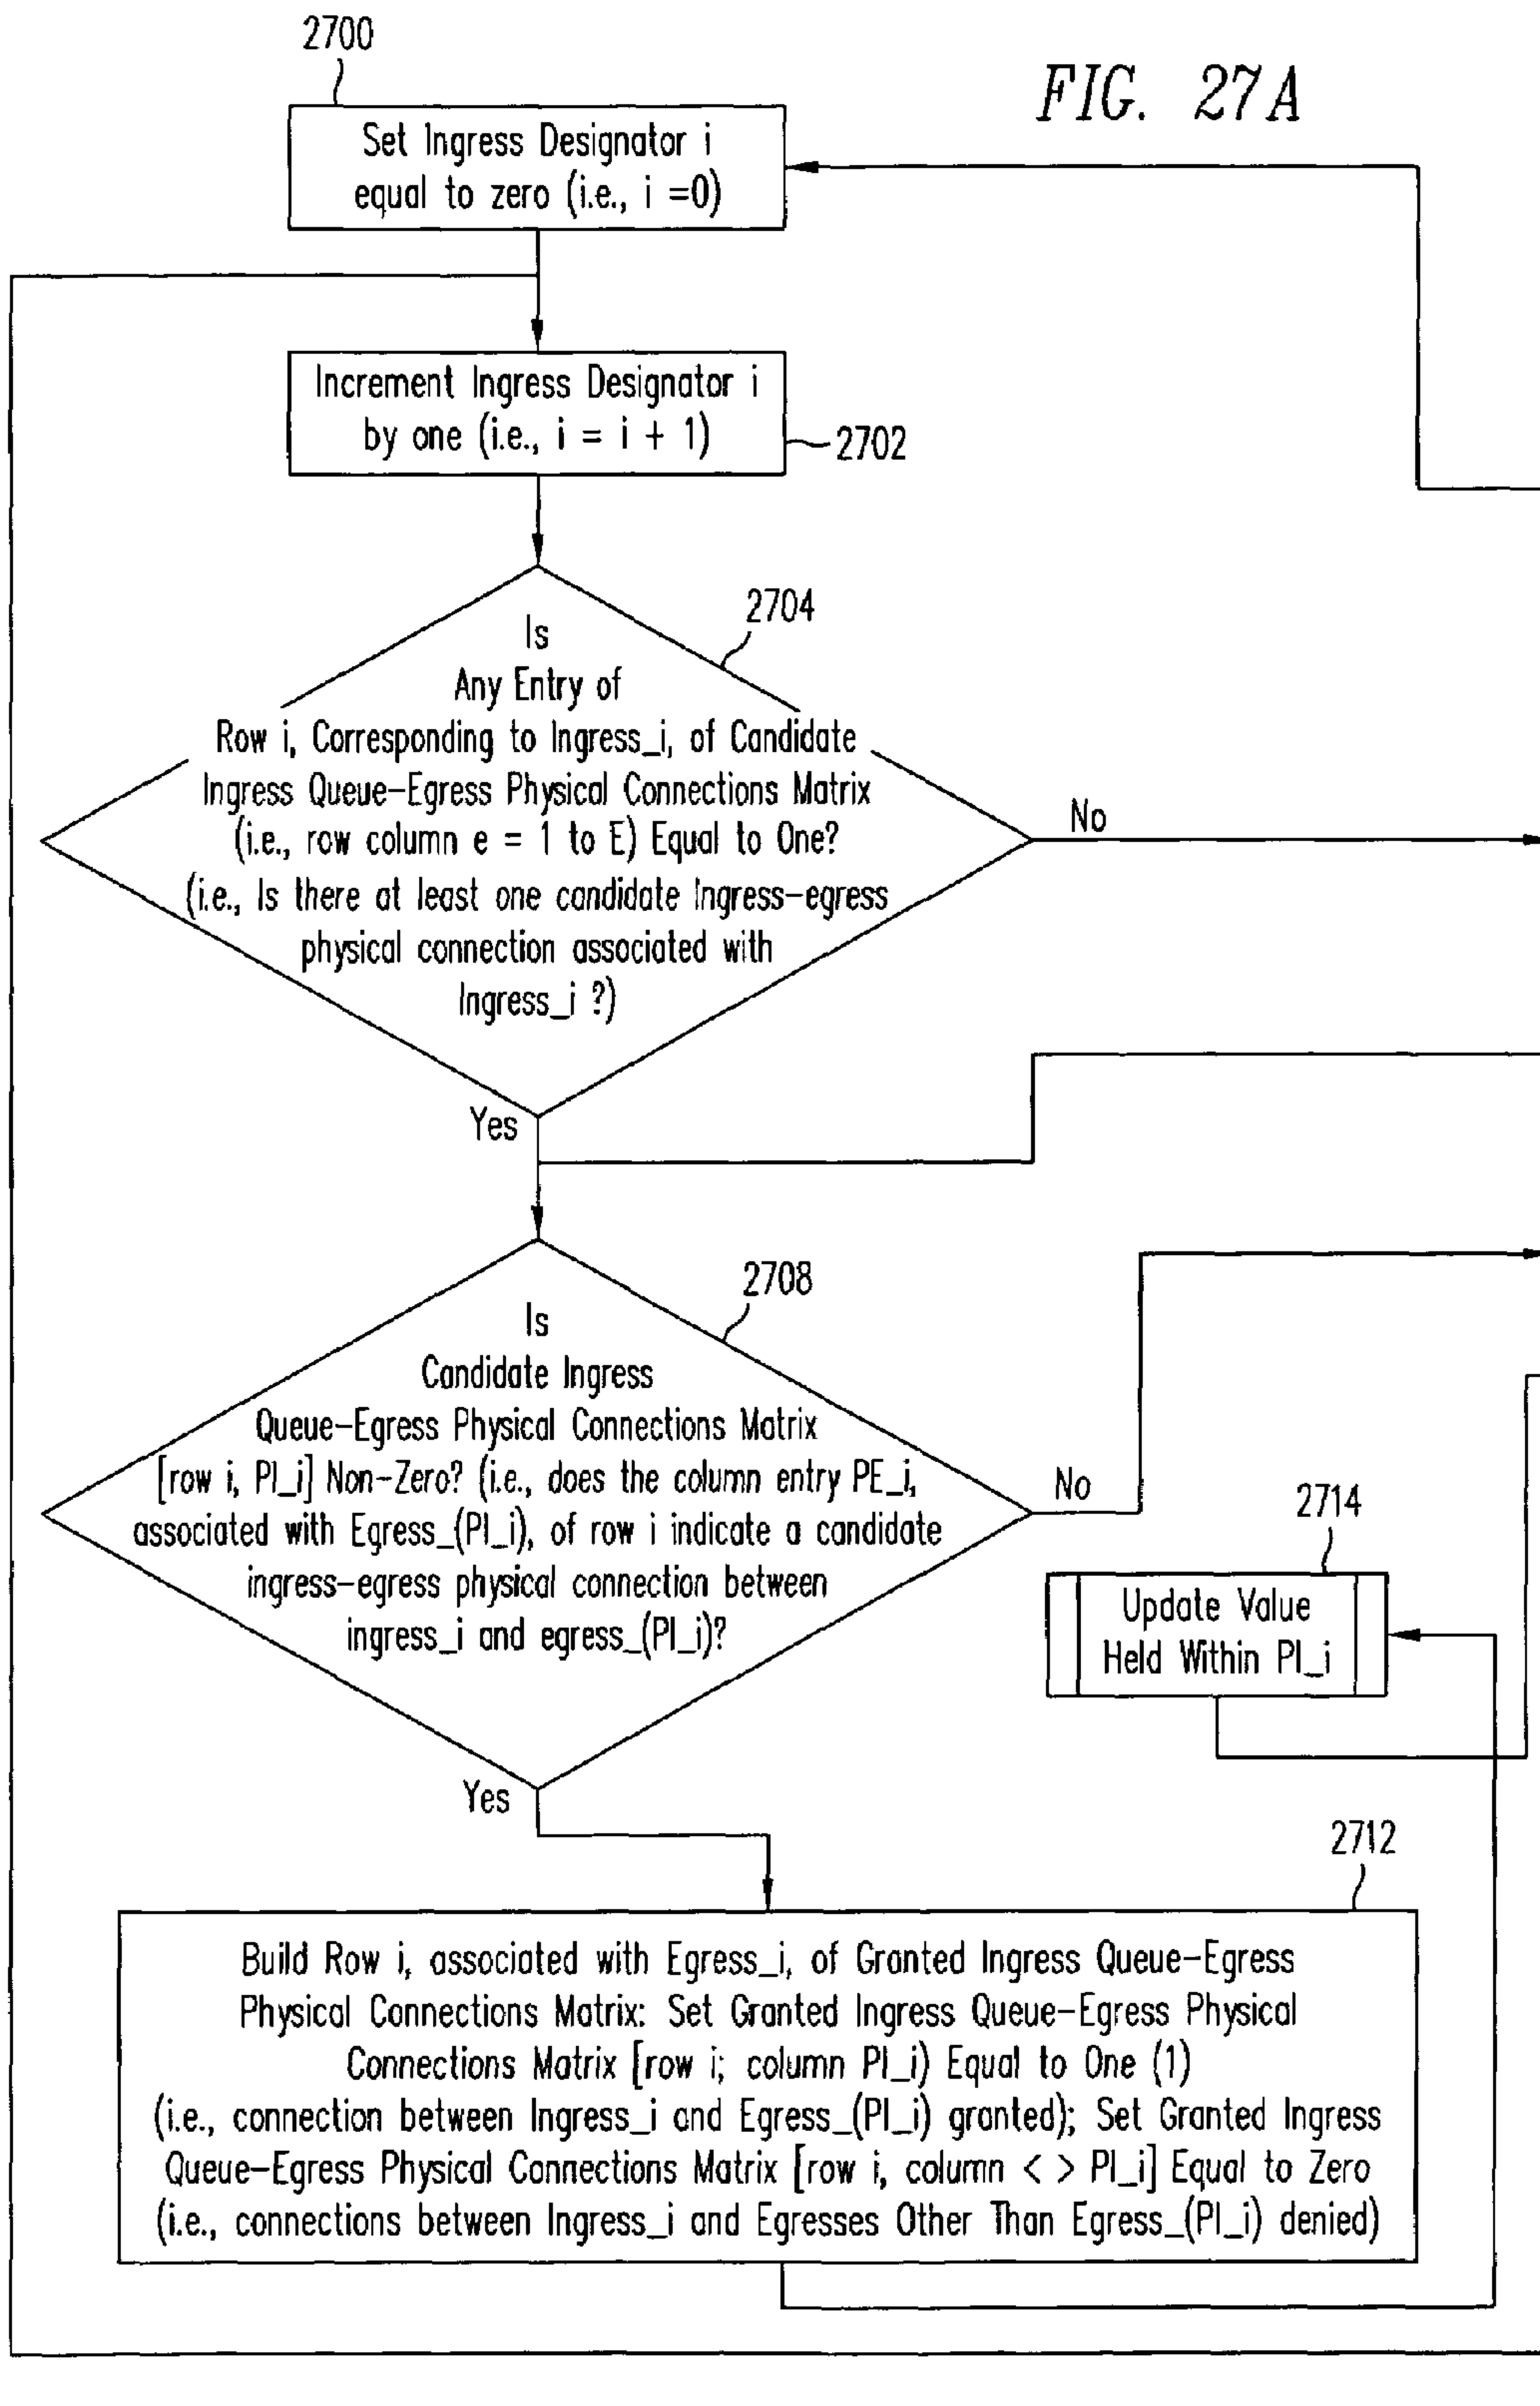 2700
FIG. 27A
Set Ingress Designator i
equal to zero (i.e., i =0)
Increment Ingress Designator i
by one (i.e., i = i + 1)
2702
2704
Is
Any Entry of
Row i, Corresponding to Ingress_i, of Candidate
Ingress Queue-Egress Physical Connections Matrix
(i.e., row column e = 1 to E) Equal to One?
(i.e., Is there at least one candidate Ingress-egress
physical connection associated with
Ingress_i ?)
No
Yes
2708
Is
Candidate Ingress
Queue-Egress Physical Connections Matrix
[row i, PI_i] Non-Zero? (i.e., does the column entry PE_i,
associated with Egress_(PI_i), of row i indicate a candidate
ingress-egress physical connection between
ingress_i and egress_(PI_i)?
No
Yes
2714
Update Value
Held Within PI_i
2712
Build Row i, associated with Egress_i, of Granted Ingress Queue-Egress
Physical Connections Matrix: Set Granted Ingress Queue-Egress Physical
Connections Matrix [row i; column PI_i) Equal to One (1)
(i.e., connection between Ingress_i and Egress_(PI_i) granted); Set Granted Ingress
Queue-Egress Physical Connections Matrix [row i, column < > PI_i] Equal to Zero
(i.e., connections between Ingress_i and Egresses Other Than Egress_(PI_i) denied)